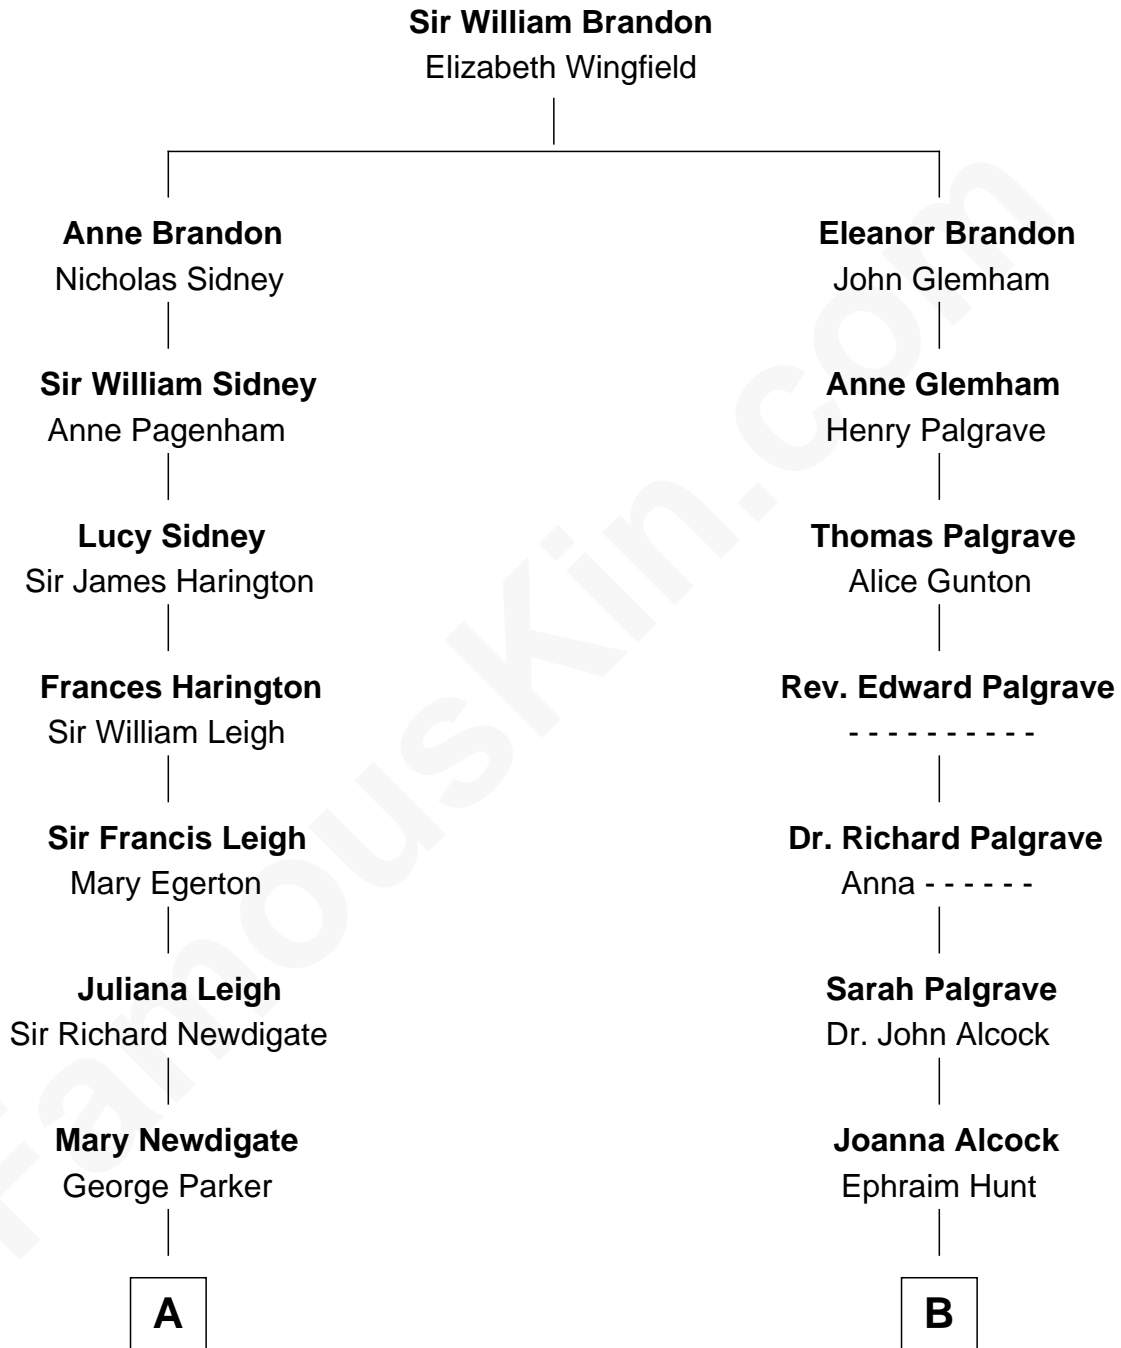 Sir William Brandon
Elizabeth Wingfield
Anne Brandon
Nicholas Sidney
Eleanor Brandon
John Glemham
Sir William Sidney
Anne Pagenham
Anne Glemham
Henry Palgrave
Lucy Sidney
Sir James Harington
Thomas Palgrave
Alice Gunton
Frances Harington
Sir William Leigh
Rev. Edward Palgrave
- - - - - - - - - -
Sir Francis Leigh
Mary Egerton
Dr. Richard Palgrave
Anna - - - - - -
Juliana Leigh
Sir Richard Newdigate
Sarah Palgrave
Dr. John Alcock
Mary Newdigate
George Parker
Joanna Alcock
Ephraim Hunt
A
B
FamousKin.com